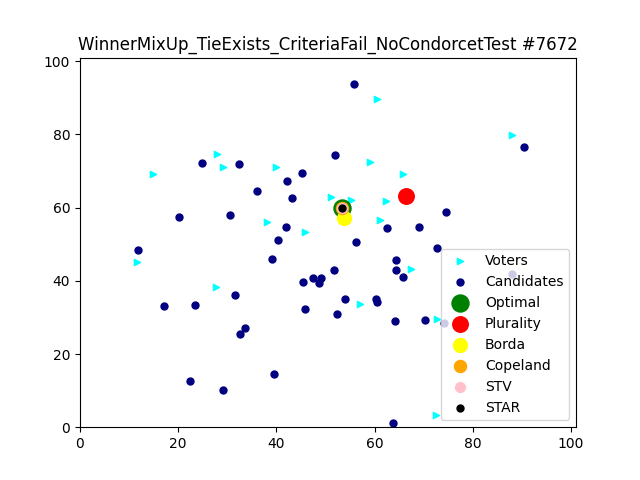 WinnerMixUp_TieExists_CriteriaFail_NoCondorcetTest #7672
100
80
60
40
20
0
0 20 40 60 80 100
Voters
Candidates
Optimal
Plurality
Borda
Copeland
STV
STAR